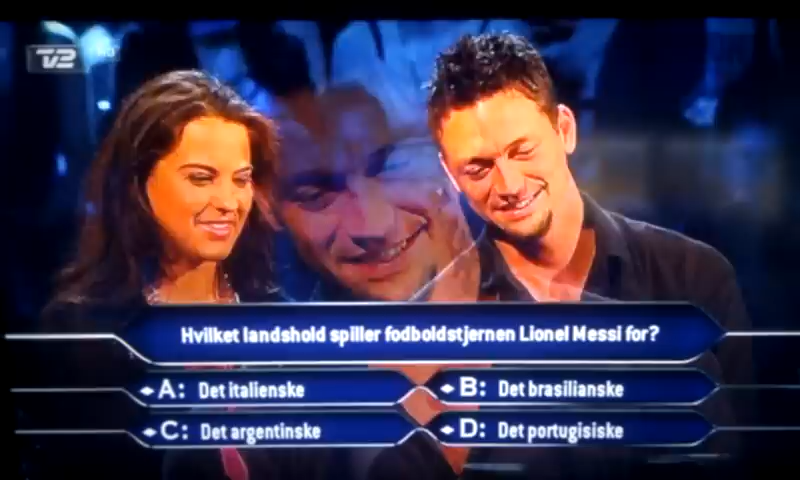 TV2
Hvilket landshold spiller fodboldstjernen Lionel Messi for?
A: Det italienske
B: Det brasilianske
C: Det argentinske
D: Det portugisiske